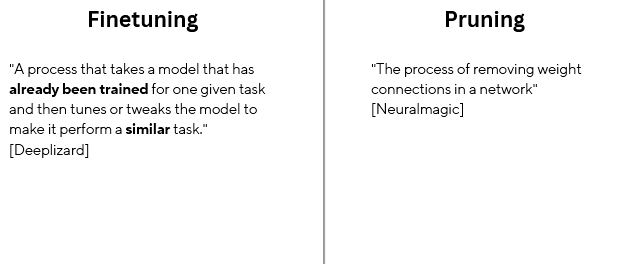 Finetuning
"A process that takes a model that has
already been trained for one given task
and then tunes or tweaks the model to
make it perform a similar task."
[Deeplizard]
Pruning
"The process of removing weight
connections in a network"
[Neuralmagic]